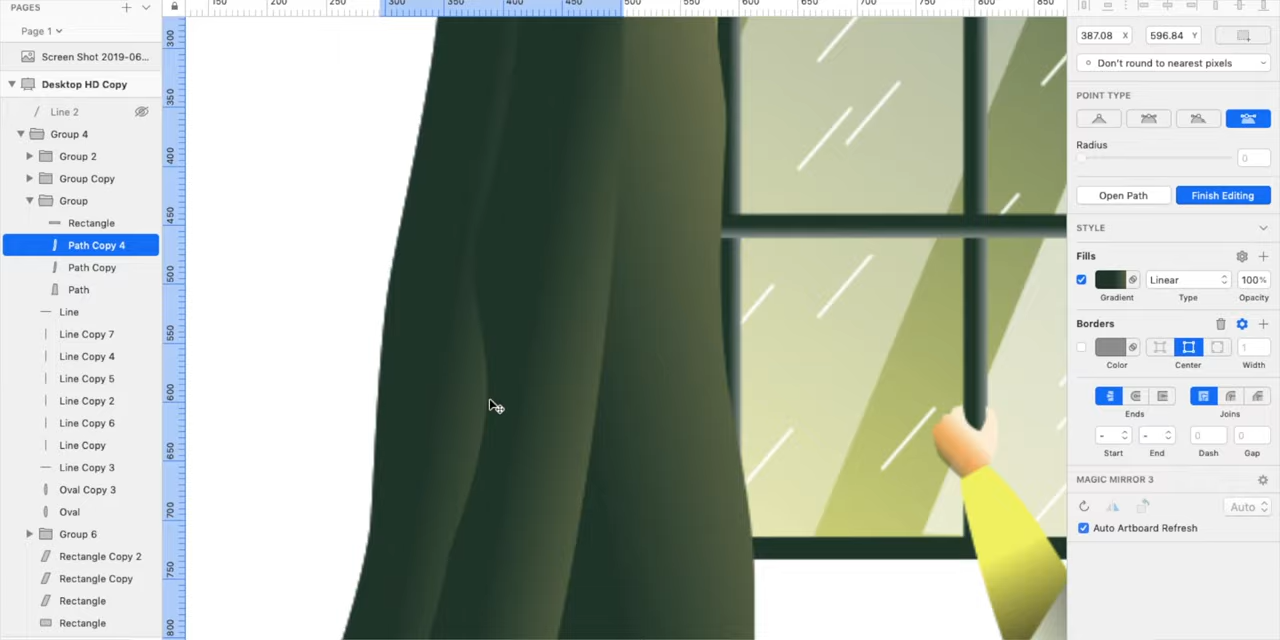 PAGES
Page 1
Screen Shot 2019-06...
Desktop HD Copy
Line 2
Group 4
Group 2
Group Copy
Group
Rectangle
Path Copy 4
Path Copy
Path
Line
Line Copy 7
Line Copy 4
Line Copy 5
Line Copy 2
Line Copy 6
Line Copy
Line Copy 3
Oval Copy 3
Oval
Group 6
Rectangle Copy 2
Rectangle Copy
Rectangle
Rectangle
150 200 250 300 350 400 450 500 550 600 650 700 750 800 850
300
350
400
450
500
550
600
650
700
750
800
387.08 X 596.84 Y
Don't round to nearest pixels
POINT TYPE
Radius
0
Open Path Finish Editing
STYLE
Fills
Linear 100%
Gradient Type Opacity
Borders
1
Color Center Width
Ends Joins
- - 0 0
Start End Dash Gap
MAGIC MIRROR 3
Auto
Auto Artboard Refresh